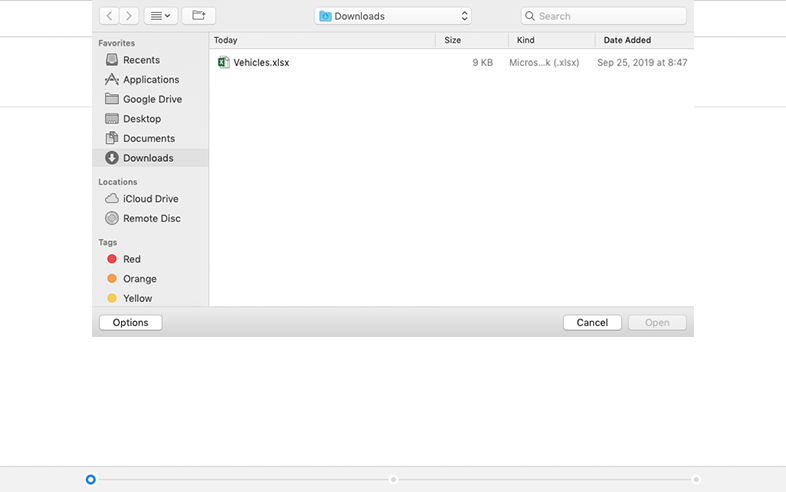 Downloads
Search
Favorites
Recents
Applications
Google Drive
Desktop
Documents
Downloads
Locations
iCloud Drive
Remote Disc
Tags
Red
Orange
Yellow
Today Size Kind Date Added
Vehicles.xlsx 9 KB Micros...k (.xlsx) Sep 25, 2019 at 8:47
Options Cancel Open